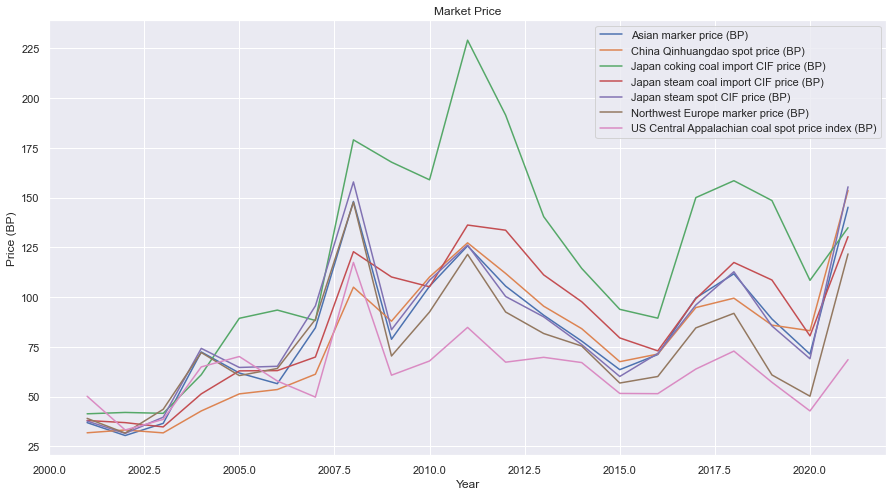 Market Price
Asian marker price (BP)
China Qinhuangdao spot price (BP)
Japan coking coal import CIF price (BP)
Japan steam coal import CIF price (BP)
Japan steam spot CIF price (BP)
Northwest Europe marker price (BP)
US Central Appalachian coal spot price index (BP)
225
200
175
150
125
100
75
50
25
Price (BP)
2000.0 2002.5 2005.0 2007.5 2010.0 2012.5 2015.0 2017.5 2020.0
Year